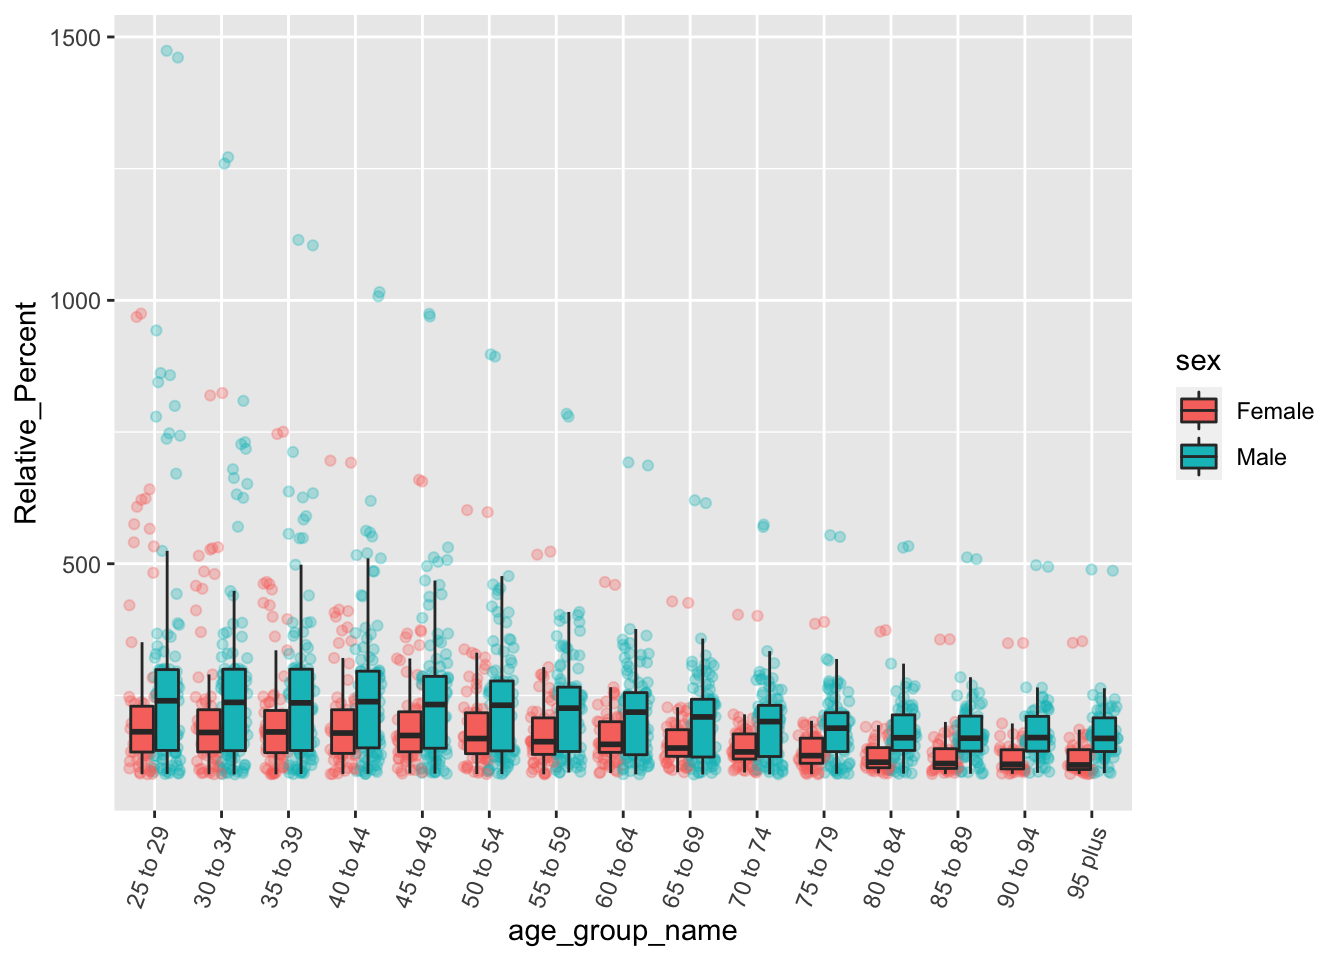 1500
1000
500
Relative_Percent
25 to 29
30 to 34
35 to 39
40 to 44
45 to 49
50 to 54
55 to 59
60 to 64
65 to 69
70 to 74
75 to 79
80 to 84
85 to 89
90 to 94
95 plus
age_group_name
sex
Female
Male